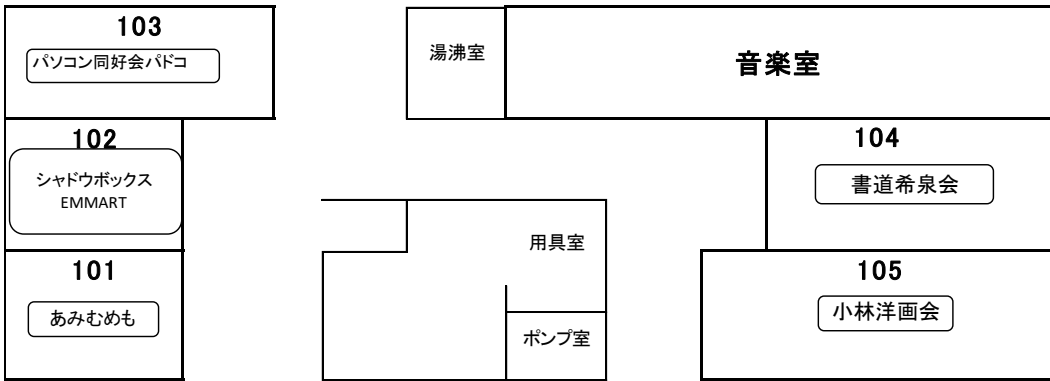 103
パソコン同好会パドコ
湯沸室
音楽室
102
シャドウボックス
EMMART
104
書道希泉会
用具室
101
あみむめも
105
小林洋画会
ポンプ室